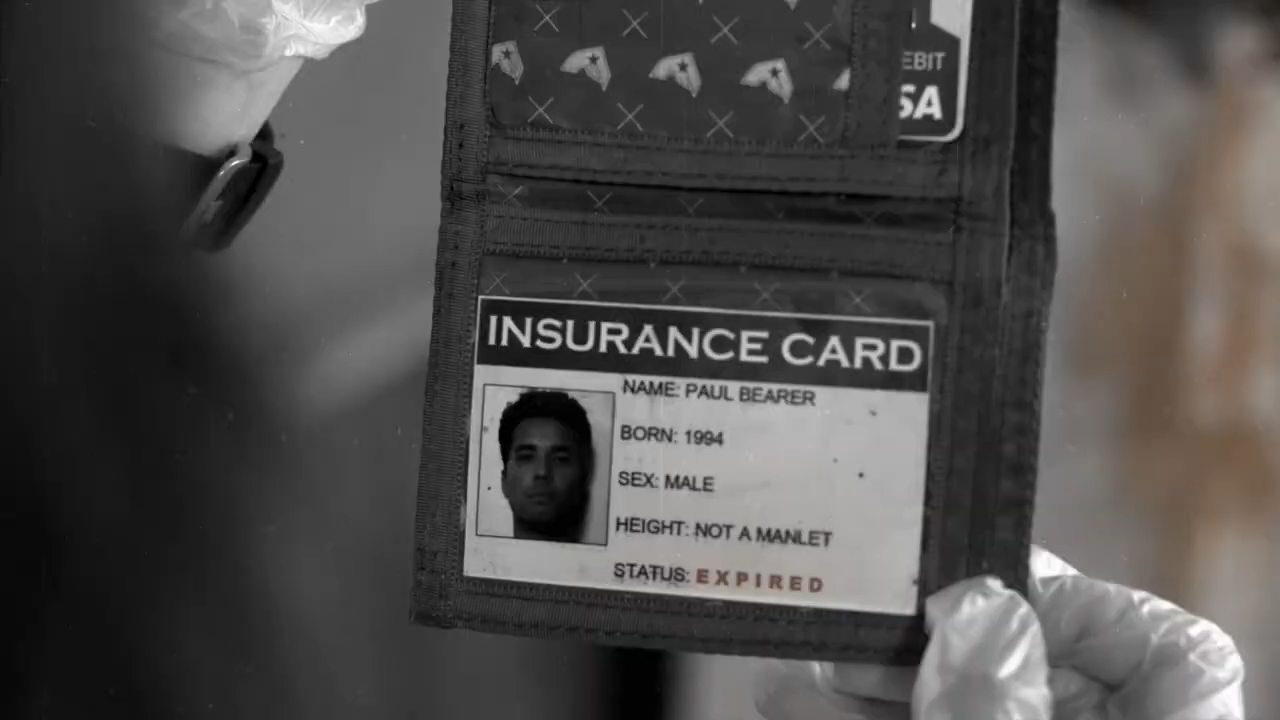 EBIT
SA
INSURANCE CARD
NAME: PAUL BEARER
BORN: 1994
SEX: MALE
HEIGHT: NOT A MANLET
STATUS: EXPIRED